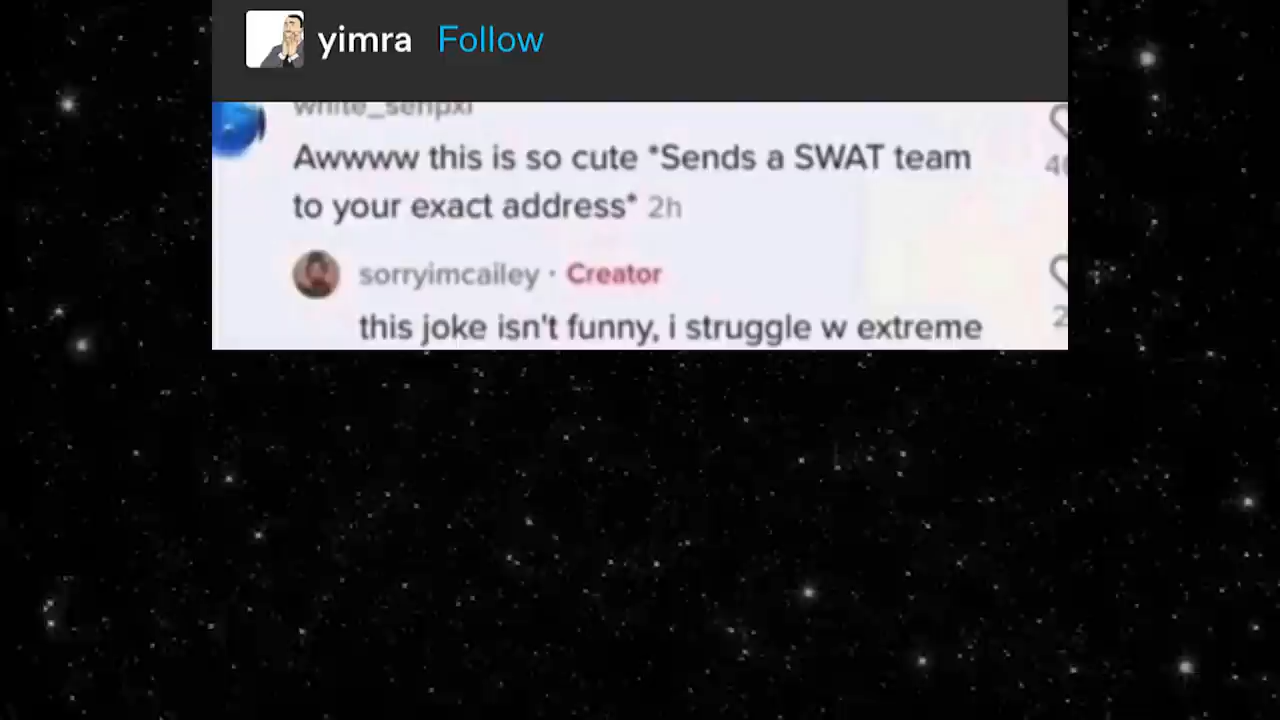 yimra Follow
white_senpxi
Awwww this is so cute *Sends a SWAT team
to your exact address* 2h
sorryimcailey · Creator
this joke isn't funny, i struggle w extreme